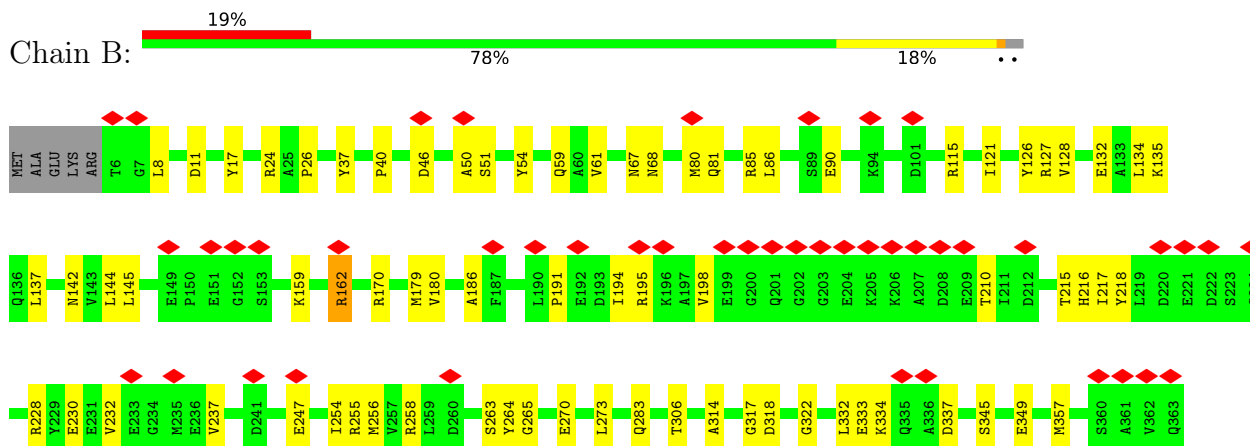 19%
Chain B:
78%
18%
• •
MET ALA GLU LYS ARG T6 G7 L8 D11 Y17 R24 A25 P26 Y37 P40 D46 A50 S51 Y54 Q59 A60 V61 N67 N68 M80 Q81 R85 L86 S89 E90 K94 D101 R115 I121 Y126 R127 V128 E132 A133 L134 K135
Q136 L137 N142 V143 L144 L145 E149 P150 E151 G152 S153 K159 R162 R170 M179 V180 A186 F187 L190 P191 E192 D193 I194 R195 K196 A197 V198 E199 G200 Q201 G202 G203 E204 K205 K206 A207 D208 E209 T210 I211 D212 T215 H216 I217 Y218 L219 D220 E221 D222 S223
R228 Y229 E230 E231 V232 E233 G234 M235 E236 V237 D241 E247 I254 R255 M256 V257 R258 L259 D260 S263 Y264 G265 E270 L273 Q283 T306 A314 G317 D318 G322 L332 E333 K334 Q335 A336 D337 S345 E349 M357 S360 A361 V362 Q363